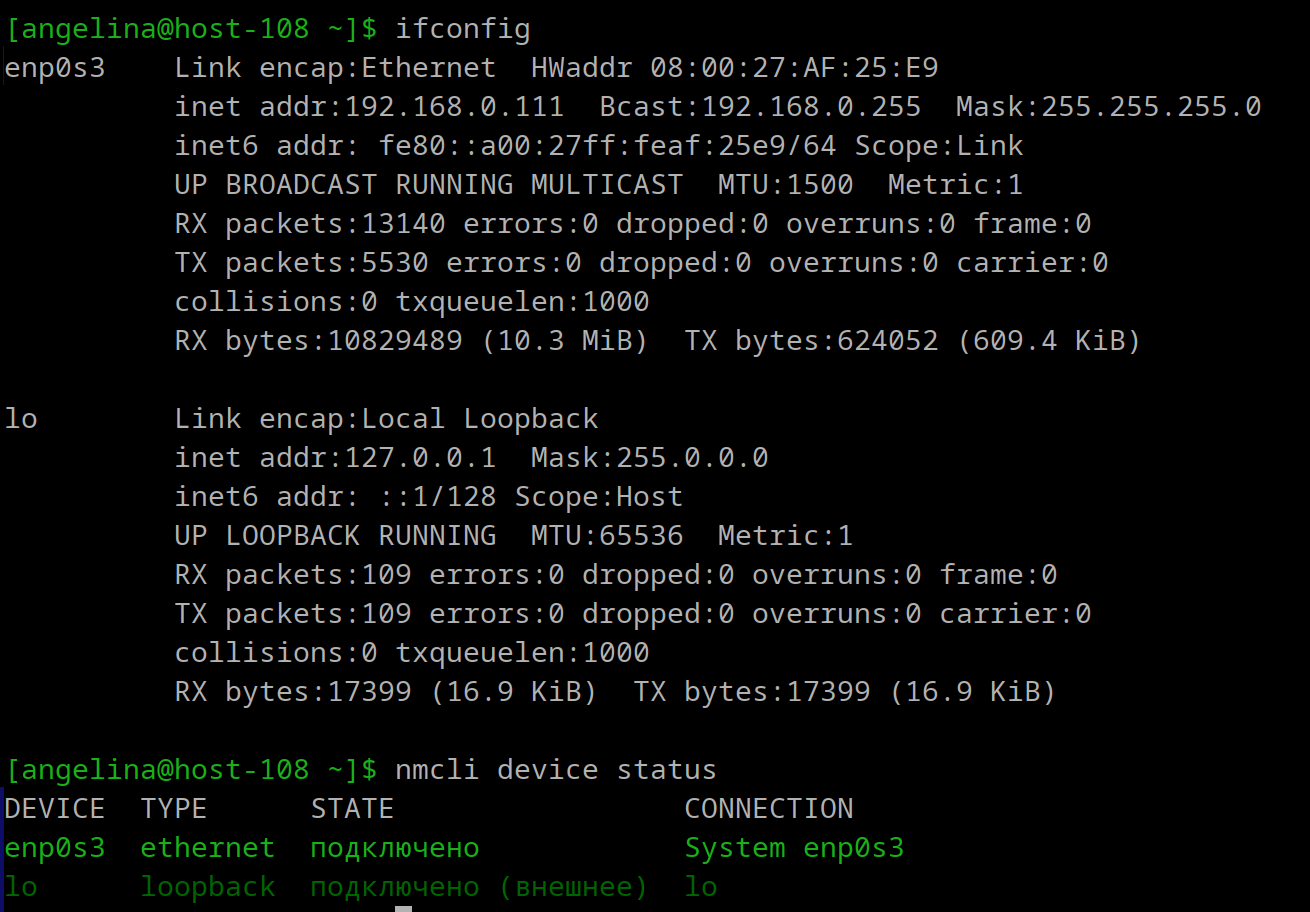 [angelina@host-108 ~]$ ifconfig
enp0s3    Link encap:Ethernet  HWaddr 08:00:27:AF:25:E9
          inet addr:192.168.0.111  Bcast:192.168.0.255  Mask:255.255.255.0
          inet6 addr: fe80::a00:27ff:feaf:25e9/64 Scope:Link
          UP BROADCAST RUNNING MULTICAST  MTU:1500  Metric:1
          RX packets:13140 errors:0 dropped:0 overruns:0 frame:0
          TX packets:5530 errors:0 dropped:0 overruns:0 carrier:0
          collisions:0 txqueuelen:1000
          RX bytes:10829489 (10.3 MiB)  TX bytes:624052 (609.4 KiB)

lo        Link encap:Local Loopback
          inet addr:127.0.0.1  Mask:255.0.0.0
          inet6 addr: ::1/128 Scope:Host
          UP LOOPBACK RUNNING  MTU:65536  Metric:1
          RX packets:109 errors:0 dropped:0 overruns:0 frame:0
          TX packets:109 errors:0 dropped:0 overruns:0 carrier:0
          collisions:0 txqueuelen:1000
          RX bytes:17399 (16.9 KiB)  TX bytes:17399 (16.9 KiB)

[angelina@host-108 ~]$ nmcli device status
DEVICE  TYPE      STATE                 CONNECTION
enp0s3  ethernet  подключено            System enp0s3
lo      loopback  подключено (внешнее)  lo